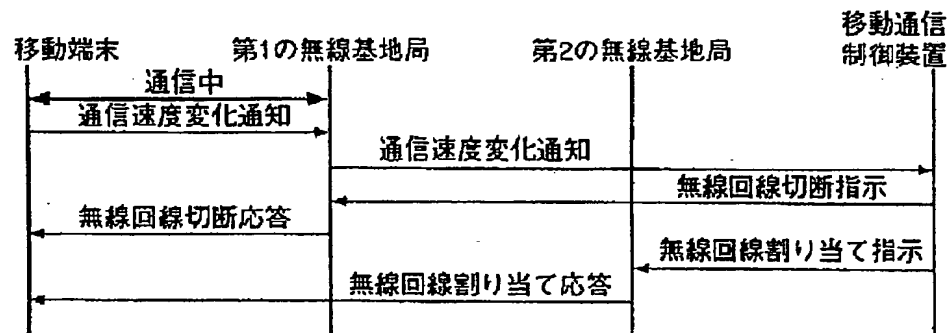 移動端末
第1の無線基地局
第2の無線基地局
移動通信
制御装置
通信中
通信速度変化通知
通信速度変化通知
無線回線切断指示
無線回線切断応答
無線回線割り当て指示
無線回線割り当て応答